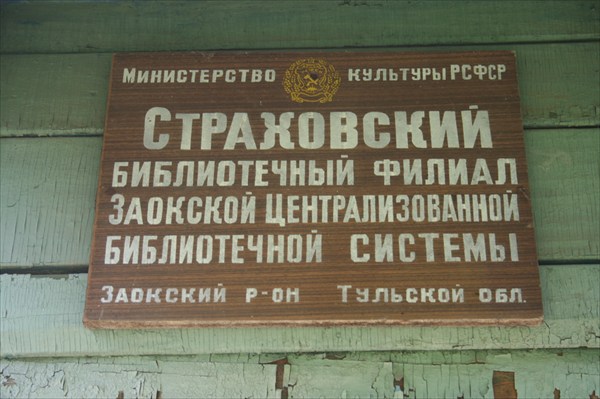 Министерство культуры РСФСР
Страховский
библиотечный филиал
Заокской Централизованной
библиотечной системы
Заокский р-он Тульской обл.